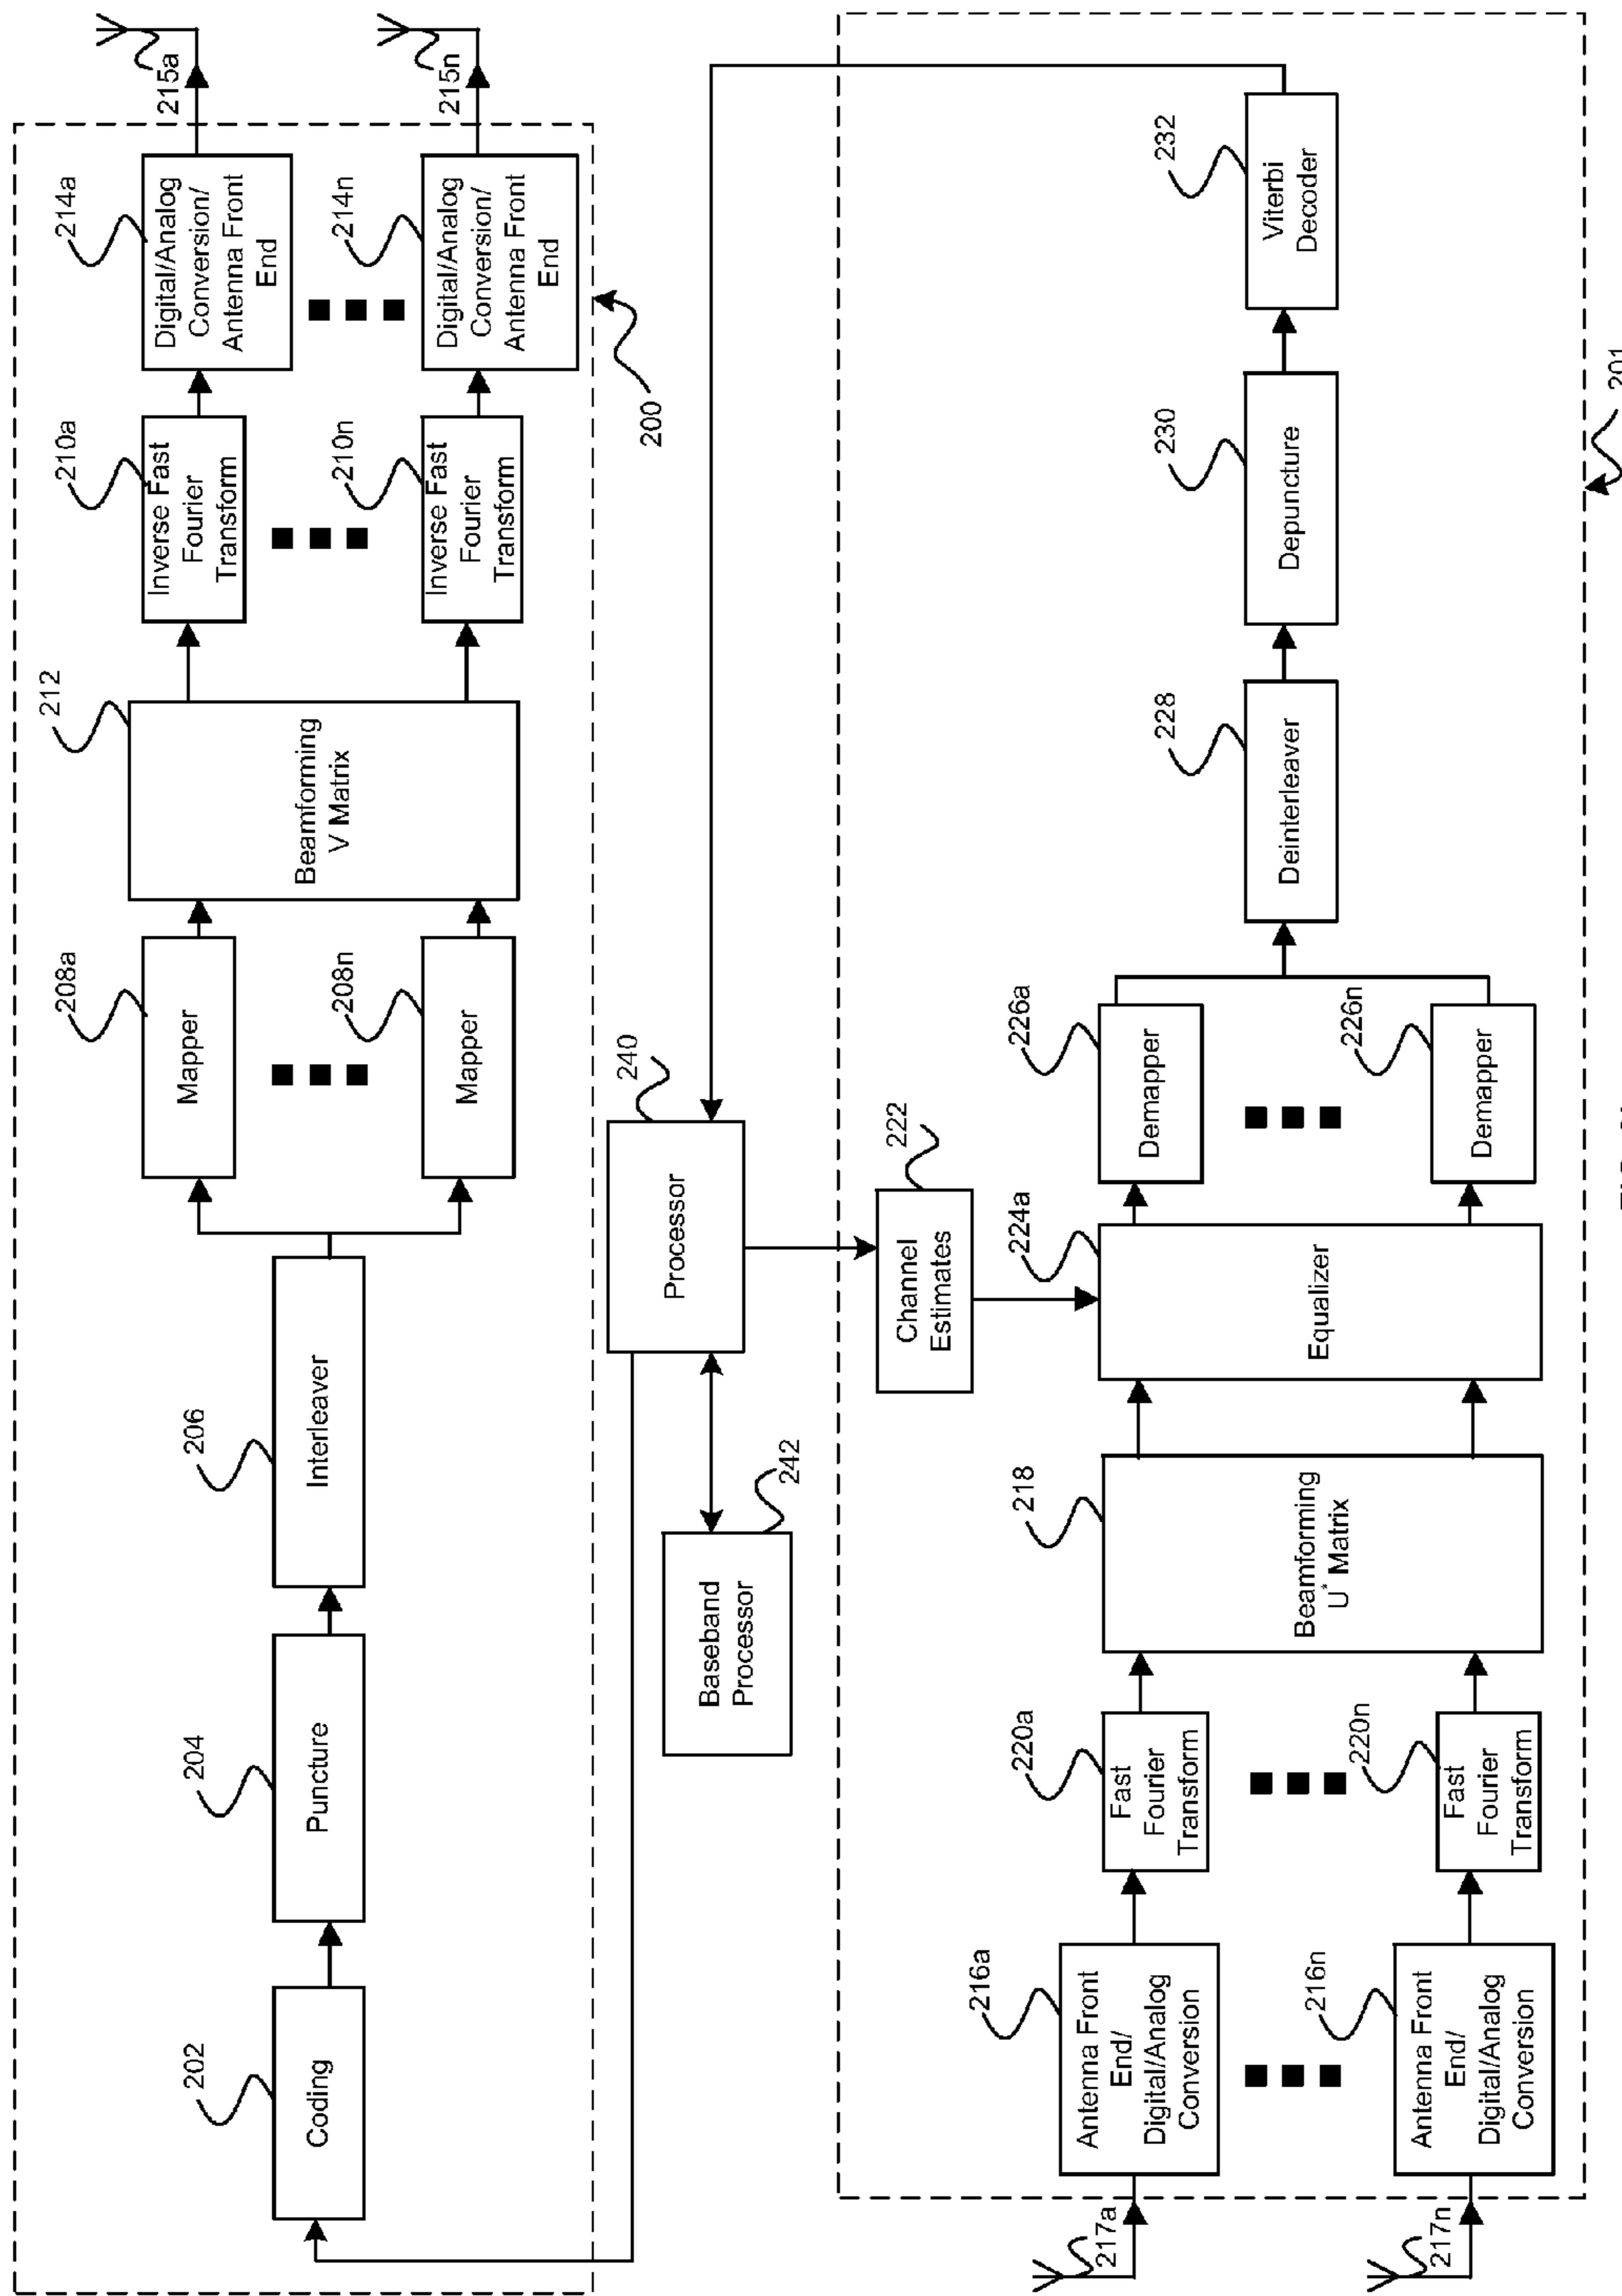 202
Coding
204
Puncture
206
Interleaver
208a
Mapper
208n
Mapper
212
Beamforming
V Matrix
210a
Inverse Fast
Fourier
Transform
210n
Inverse Fast
Fourier
Transform
214a
Digital/Analog
Conversion/
Antenna Front
End
214n
Digital/Analog
Conversion/
Antenna Front
End
215a
215n
200
Baseband
Processor
242
Processor
240
217a
217n
216a
Antenna Front
End/
Digital/Analog
Conversion
216n
Antenna Front
End/
Digital/Analog
Conversion
220a
Fast
Fourier
Transform
220n
Fast
Fourier
Transform
218
Beamforming
U* Matrix
222
Channel
Estimates
224a
Equalizer
226a
Demapper
226n
Demapper
228
Deinterleaver
230
Depuncture
232
Viterbi
Decoder
201